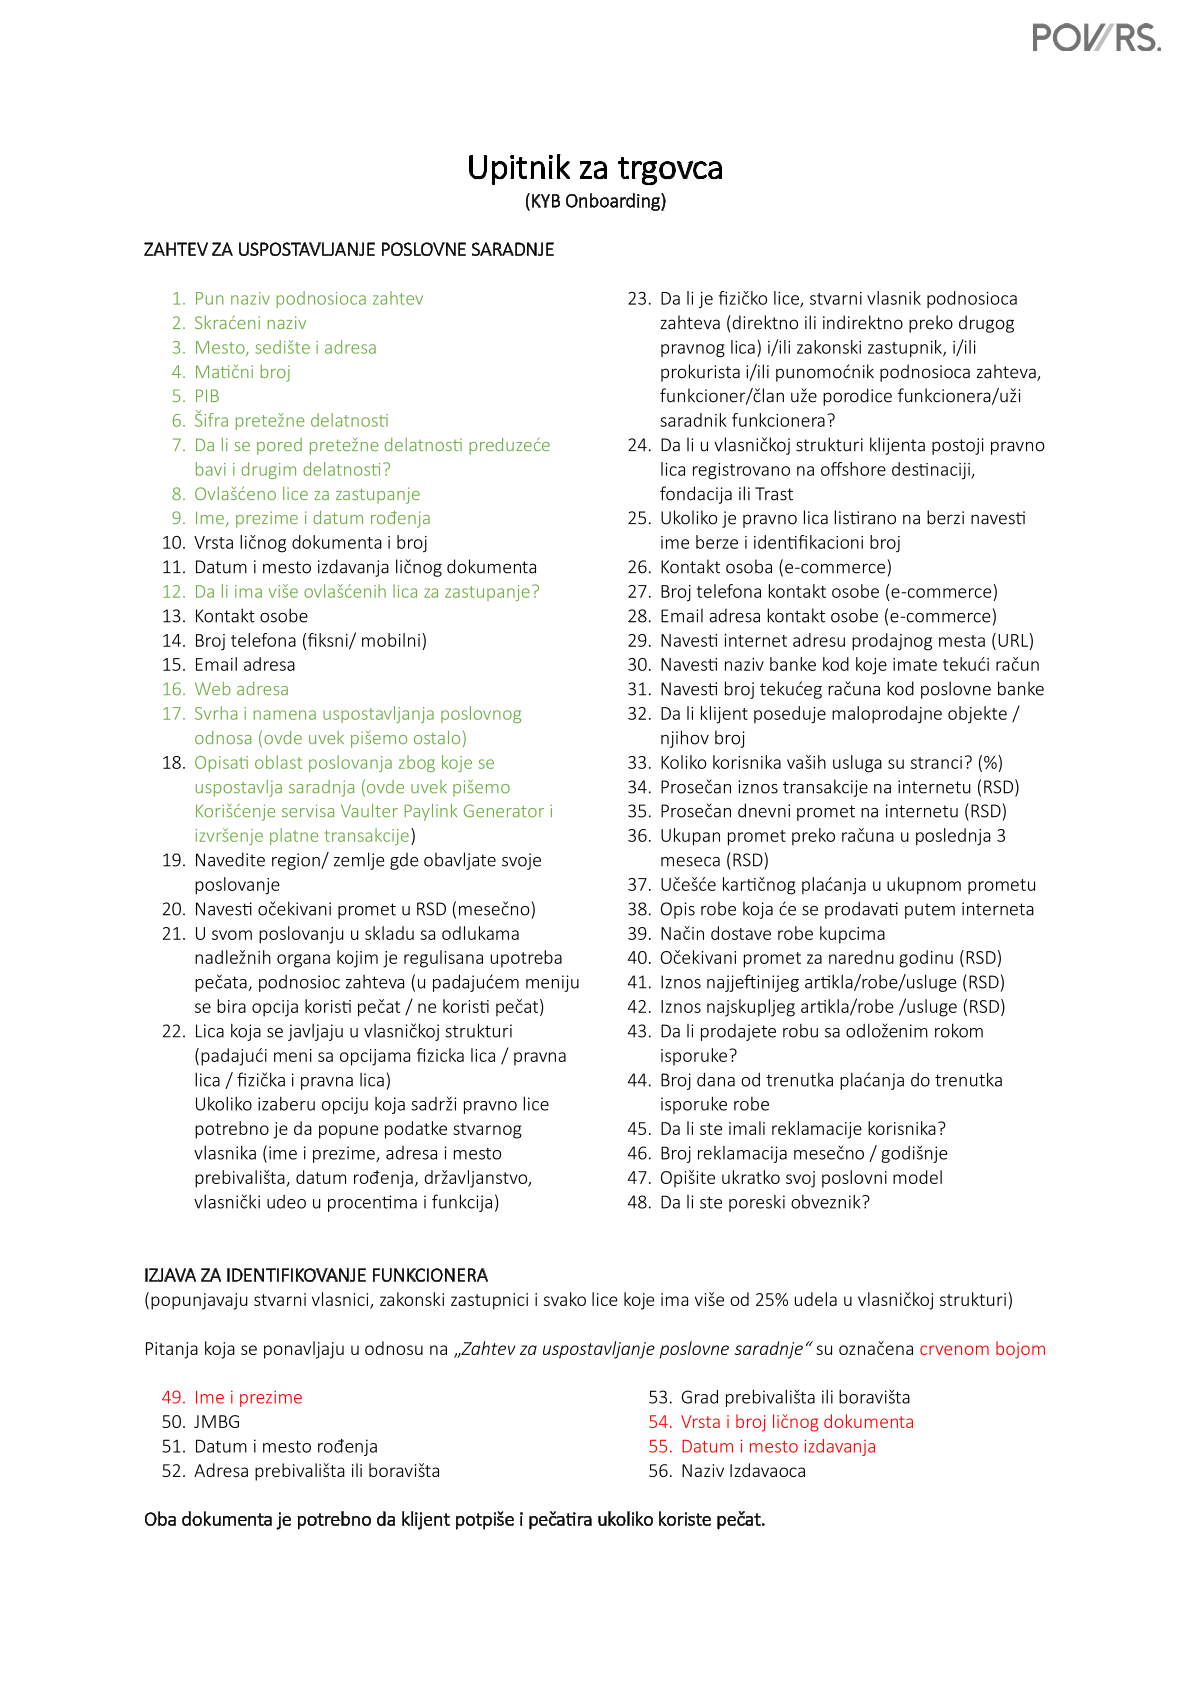 POVRS.
Upitnik za trgovca
(KYB Onboarding)
ZAHTEV ZA USPOSTAVLJANJE POSLOVNE SARADNJE
1. Pun naziv podnosioca zahtev
2. Skraćeni naziv
3. Mesto, sedište i adresa
4. Matični broj
5. PIB
6. Šifra pretežne delatnosti
7. Da li se pored pretežne delatnosti preduzeće
bavi i drugim delatnosti?
8. Ovlašćeno lice za zastupanje
9. Ime, prezime i datum rođenja
10. Vrsta ličnog dokumenta i broj
11. Datum i mesto izdavanja ličnog dokumenta
12. Da li ima više ovlašćenih lica za zastupanje?
13. Kontakt osobe
14. Broj telefona (fiksni/ mobilni)
15. Email adresa
16. Web adresa
17. Svrha i namena uspostavljanja poslovnog
odnosa (ovde uvek pišemo ostalo)
18. Opisati oblast poslovanja zbog koje se
uspostavlja saradnja (ovde uvek pišemo
Korišćenje servisa Vaulter Paylink Generator i
izvršenje platne transakcije)
19. Navedite region/ zemlje gde obavljate svoje
poslovanje
20. Navesti očekivani promet u RSD (mesečno)
21. U svom poslovanju u skladu sa odlukama
nadležnih organa kojim je regulisana upotreba
pečata, podnosioc zahteva (u padajućem meniju
se bira opcija koristi pečat / ne koristi pečat)
22. Lica koja se javljaju u vlasničkoj strukturi
(padajući meni sa opcijama fizicka lica / pravna
lica / fizička i pravna lica)
Ukoliko izaberu opciju koja sadrži pravno lice
potrebno je da popune podatke stvarnog
vlasnika (ime i prezime, adresa i mesto
prebivališta, datum rođenja, državljanstvo,
vlasnički udeo u procentima i funkcija)
23. Da li je fizičko lice, stvarni vlasnik podnosioca
zahteva (direktno ili indirektno preko drugog
pravnog lica) i/ili zakonski zastupnik, i/ili
prokurista i/ili punomoćnik podnosioca zahteva,
funkcioner/član uže porodice funkcionera/uži
saradnik funkcionera?
24. Da li u vlasničkoj strukturi klijenta postoji pravno
lica registrovano na offshore destinaciji,
fondacija ili Trast
25. Ukoliko je pravno lica listirano na berzi navesti
ime berze i identifikacioni broj
26. Kontakt osoba (e-commerce)
27. Broj telefona kontakt osobe (e-commerce)
28. Email adresa kontakt osobe (e-commerce)
29. Navesti internet adresu prodajnog mesta (URL)
30. Navesti naziv banke kod koje imate tekući račun
31. Navesti broj tekućeg računa kod poslovne banke
32. Da li klijent poseduje maloprodajne objekte /
njihov broj
33. Koliko korisnika vaših usluga su stranci? (%)
34. Prosečan iznos transakcije na internetu (RSD)
35. Prosečan dnevni promet na internetu (RSD)
36. Ukupan promet preko računa u poslednja 3
meseca (RSD)
37. Učešće kartičnog plaćanja u ukupnom prometu
38. Opis robe koja će se prodavati putem interneta
39. Način dostave robe kupcima
40. Očekivani promet za narednu godinu (RSD)
41. Iznos najjeftinijeg artikla/robe/usluge (RSD)
42. Iznos najskupljeg artikla/robe /usluge (RSD)
43. Da li prodajete robu sa odloženim rokom
isporuke?
44. Broj dana od trenutka plaćanja do trenutka
isporuke robe
45. Da li ste imali reklamacije korisnika?
46. Broj reklamacija mesečno / godišnje
47. Opišite ukratko svoj poslovni model
48. Da li ste poreski obveznik?
IZJAVA ZA IDENTIFIKOVANJE FUNKCIONERA
(popunjavaju stvarni vlasnici, zakonski zastupnici i svako lice koje ima više od 25% udela u vlasničkoj strukturi)
Pitanja koja se ponavljaju u odnosu na „Zahtev za uspostavljanje poslovne saradnje“ su označena crvenom bojom
49. Ime i prezime
50. JMBG
51. Datum i mesto rođenja
52. Adresa prebivališta ili boravišta
53. Grad prebivališta ili boravišta
54. Vrsta i broj ličnog dokumenta
55. Datum i mesto izdavanja
56. Naziv Izdavaoca
Oba dokumenta je potrebno da klijent potpiše i pečatira ukoliko koriste pečat.